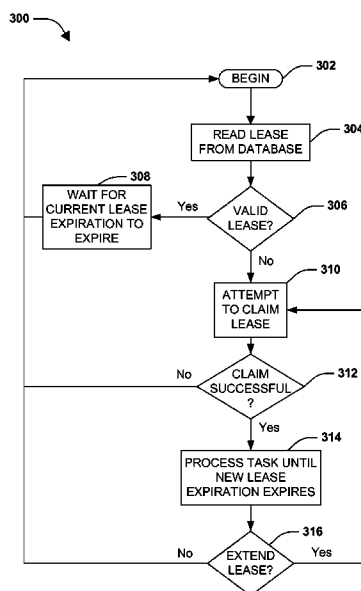 300
BEGIN
302
READ LEASE
FROM DATABASE
304
308
WAIT FOR
CURRENT LEASE
EXPIRATION TO
EXPIRE
Yes
VALID
LEASE?
306
No
310
ATTEMPT
TO CLAIM
LEASE
No
CLAIM
SUCCESSFUL
?
312
Yes
314
PROCESS TASK UNTIL
NEW LEASE
EXPIRATION EXPIRES
316
No
EXTEND
LEASE?
Yes